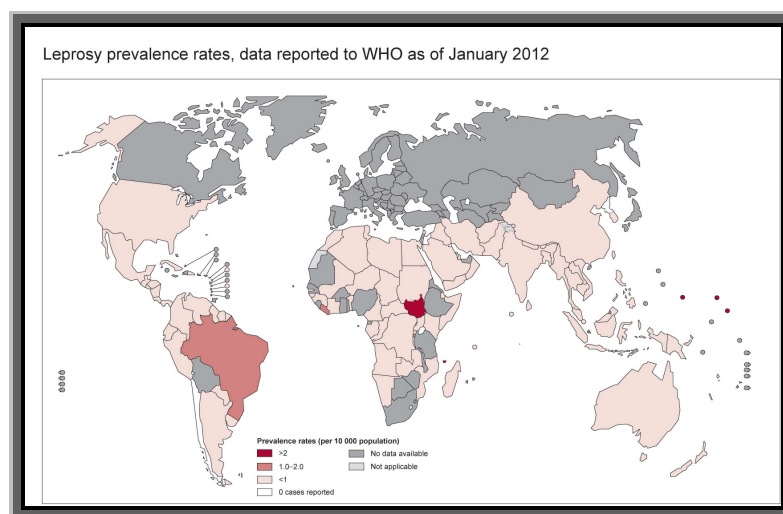 Leprosy prevalence rates, data reported to WHO as of January 2012
Prevalence rates (per 10 000 population)
>2
1.0–2.0
<1
0 cases reported
No data available
Not applicable